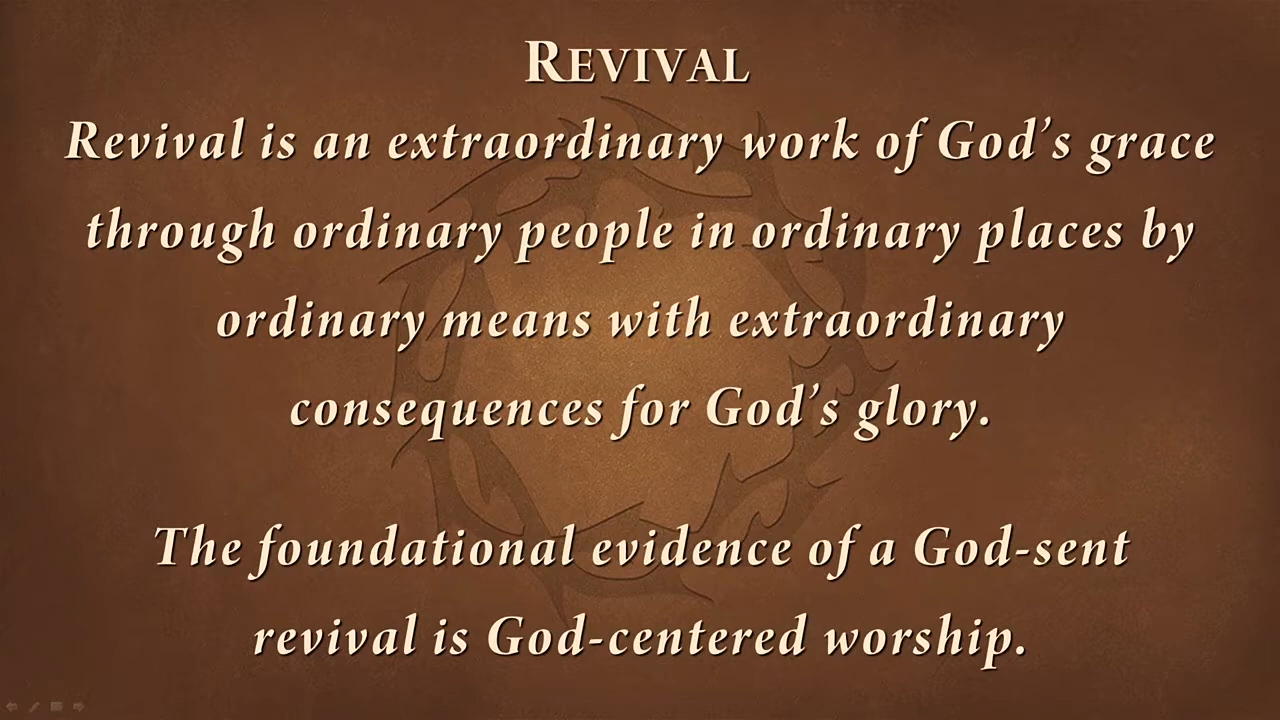 REVIVAL
Revival is an extraordinary work of God’s grace
through ordinary people in ordinary places by
ordinary means with extraordinary
consequences for God’s glory.
The foundational evidence of a God-sent
revival is God-centered worship.